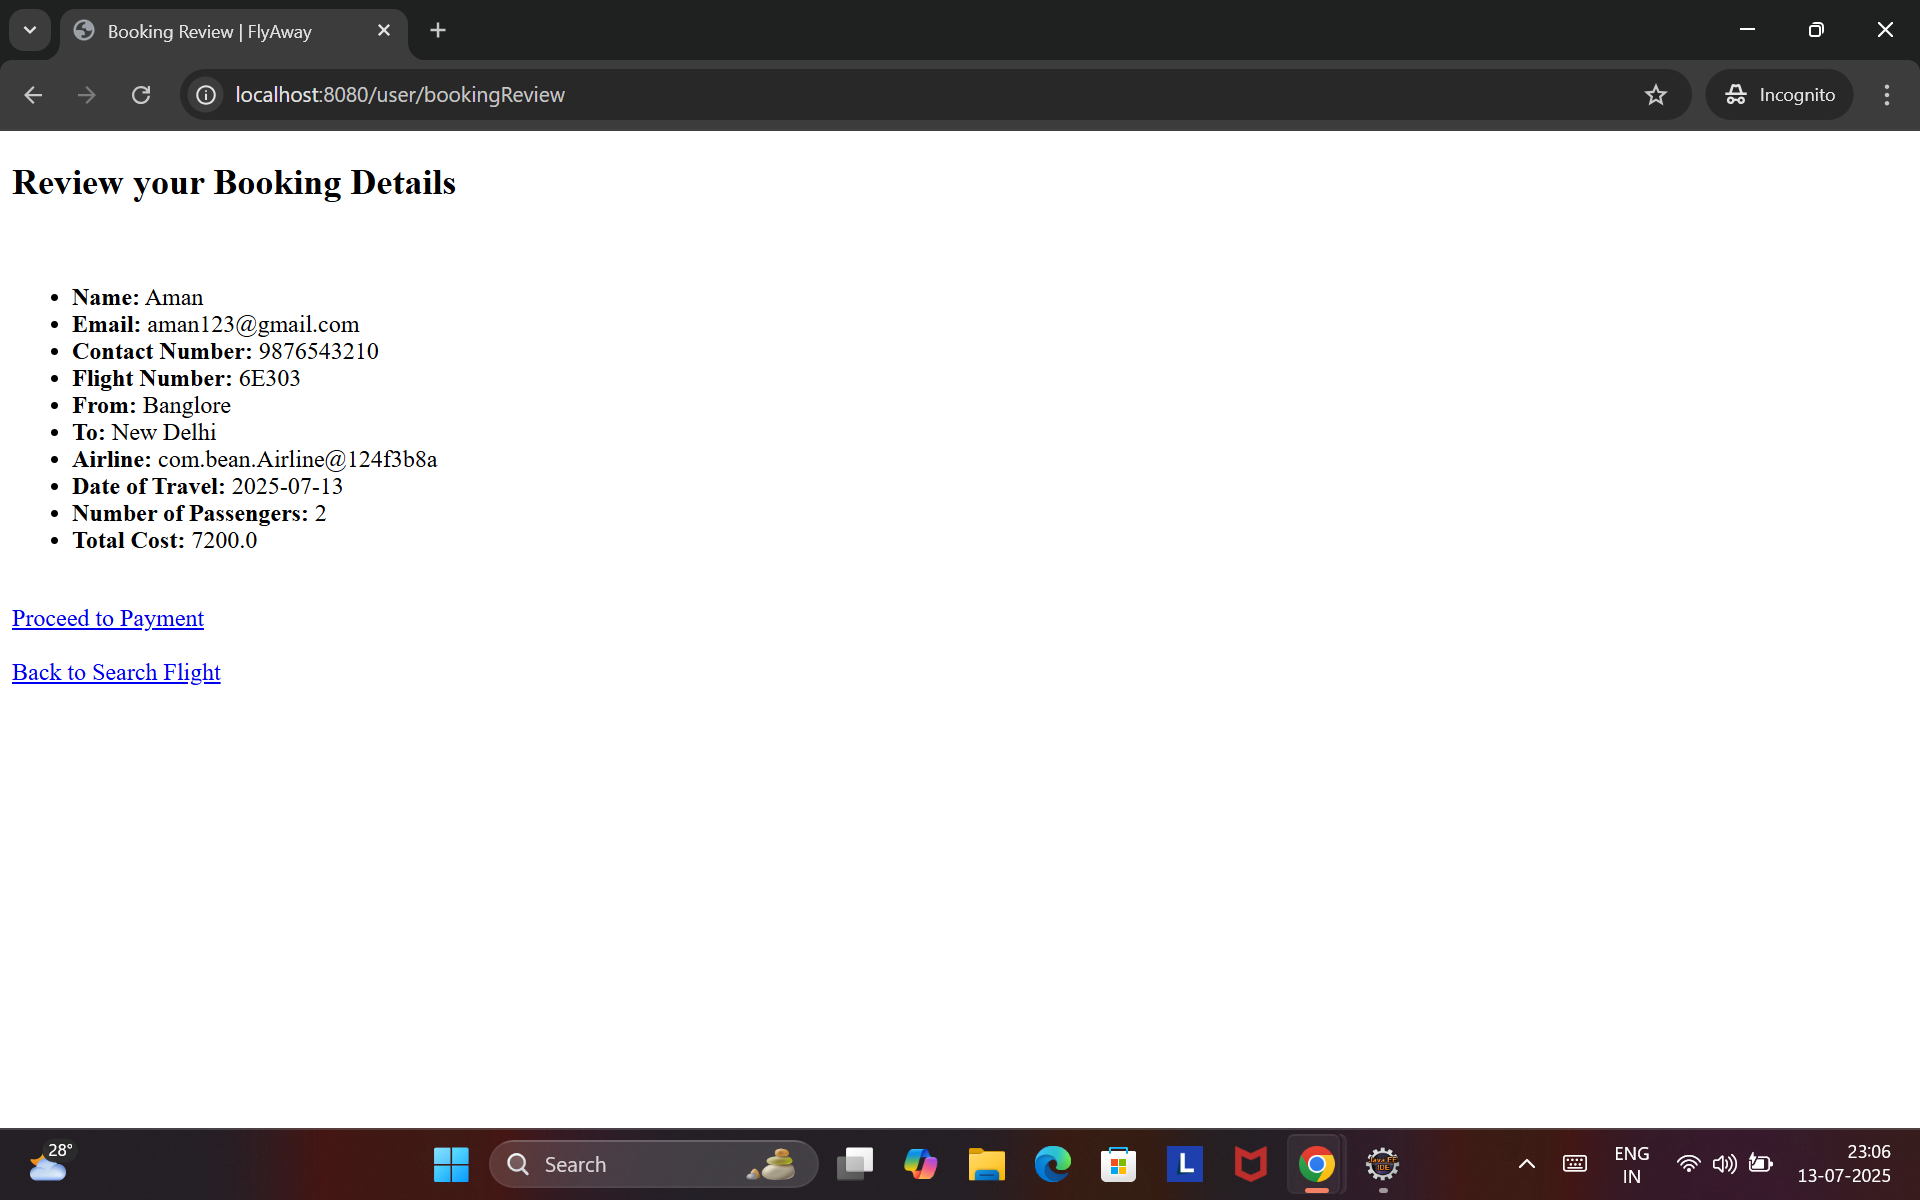 Booking Review | FlyAway
localhost:8080/user/bookingReview
Incognito
Review your Booking Details
Name: Aman
Email: aman123@gmail.com
Contact Number: 9876543210
Flight Number: 6E303
From: Banglore
To: New Delhi
Airline: com.bean.Airline@124f3b8a
Date of Travel: 2025-07-13
Number of Passengers: 2
Total Cost: 7200.0
Proceed to Payment
Back to Search Flight
28°
Search
L
Java EE
IDE
ENG
IN
23:06
13-07-2025